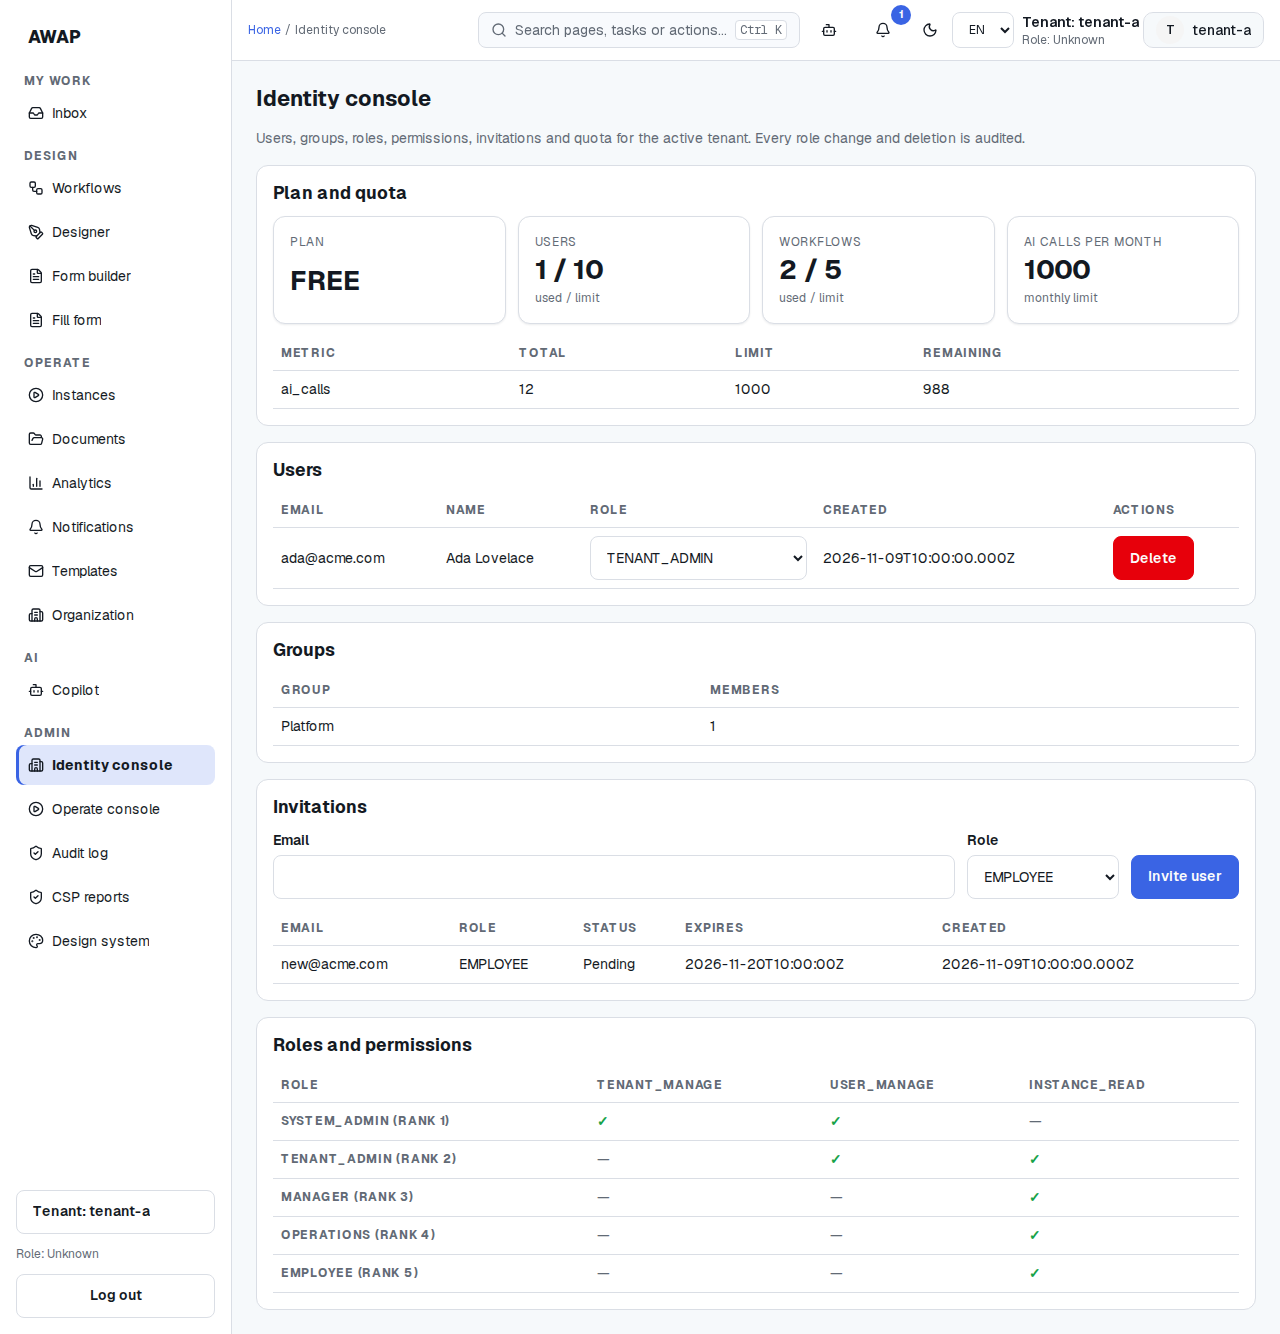 AWAP
MY WORK
Inbox
DESIGN
Workflows
Designer
Form builder
Fill form
OPERATE
Instances
Documents
Analytics
Notifications
Templates
Organization
AI
Copilot
ADMIN
Identity console
Operate console
Audit log
CSP reports
Design system
Tenant: tenant-a
Role: Unknown
Log out
Home / Identity console
Search pages, tasks or actions... Ctrl K
1
EN
Tenant: tenant-a
Role: Unknown
T tenant-a
Identity console
Users, groups, roles, permissions, invitations and quota for the active tenant. Every role change and deletion is audited.
Plan and quota
PLAN
FREE
USERS
1 / 10
used / limit
WORKFLOWS
2 / 5
used / limit
AI CALLS PER MONTH
1000
monthly limit
METRIC TOTAL LIMIT REMAINING
ai_calls 12 1000 988
Users
EMAIL NAME ROLE CREATED ACTIONS
ada@acme.com Ada Lovelace TENANT_ADMIN 2026-11-09T10:00:00.000Z Delete
Groups
GROUP MEMBERS
Platform 1
Invitations
Email Role
EMPLOYEE Invite user
EMAIL ROLE STATUS EXPIRES CREATED
new@acme.com EMPLOYEE Pending 2026-11-20T10:00:00Z 2026-11-09T10:00:00.000Z
Roles and permissions
ROLE TENANT_MANAGE USER_MANAGE INSTANCE_READ
SYSTEM_ADMIN (RANK 1) ✓ ✓ —
TENANT_ADMIN (RANK 2) — ✓ ✓
MANAGER (RANK 3) — — ✓
OPERATIONS (RANK 4) — — ✓
EMPLOYEE (RANK 5) — — ✓